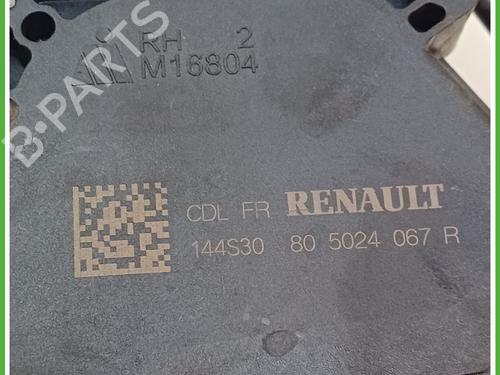 RH 2
M16804
B-PARTS
CDL FR RENAULT
144S30 80 5024 067 R